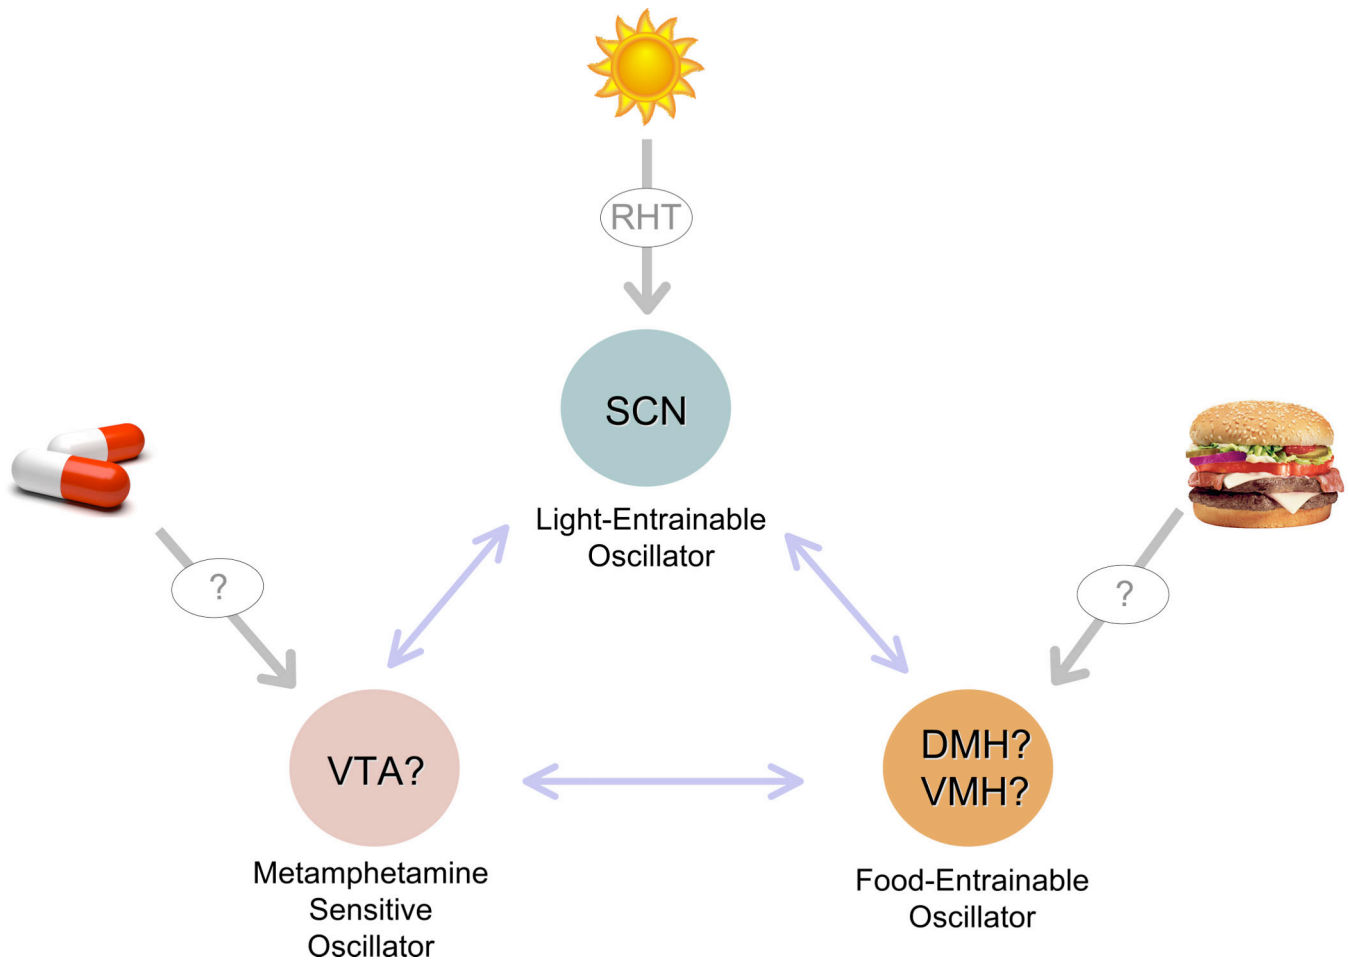 RHT
SCN
Light-Entrainable
Oscillator
?
?
VTA?
DMH?
VMH?
Metamphetamine
Sensitive
Oscillator
Food-Entrainable
Oscillator